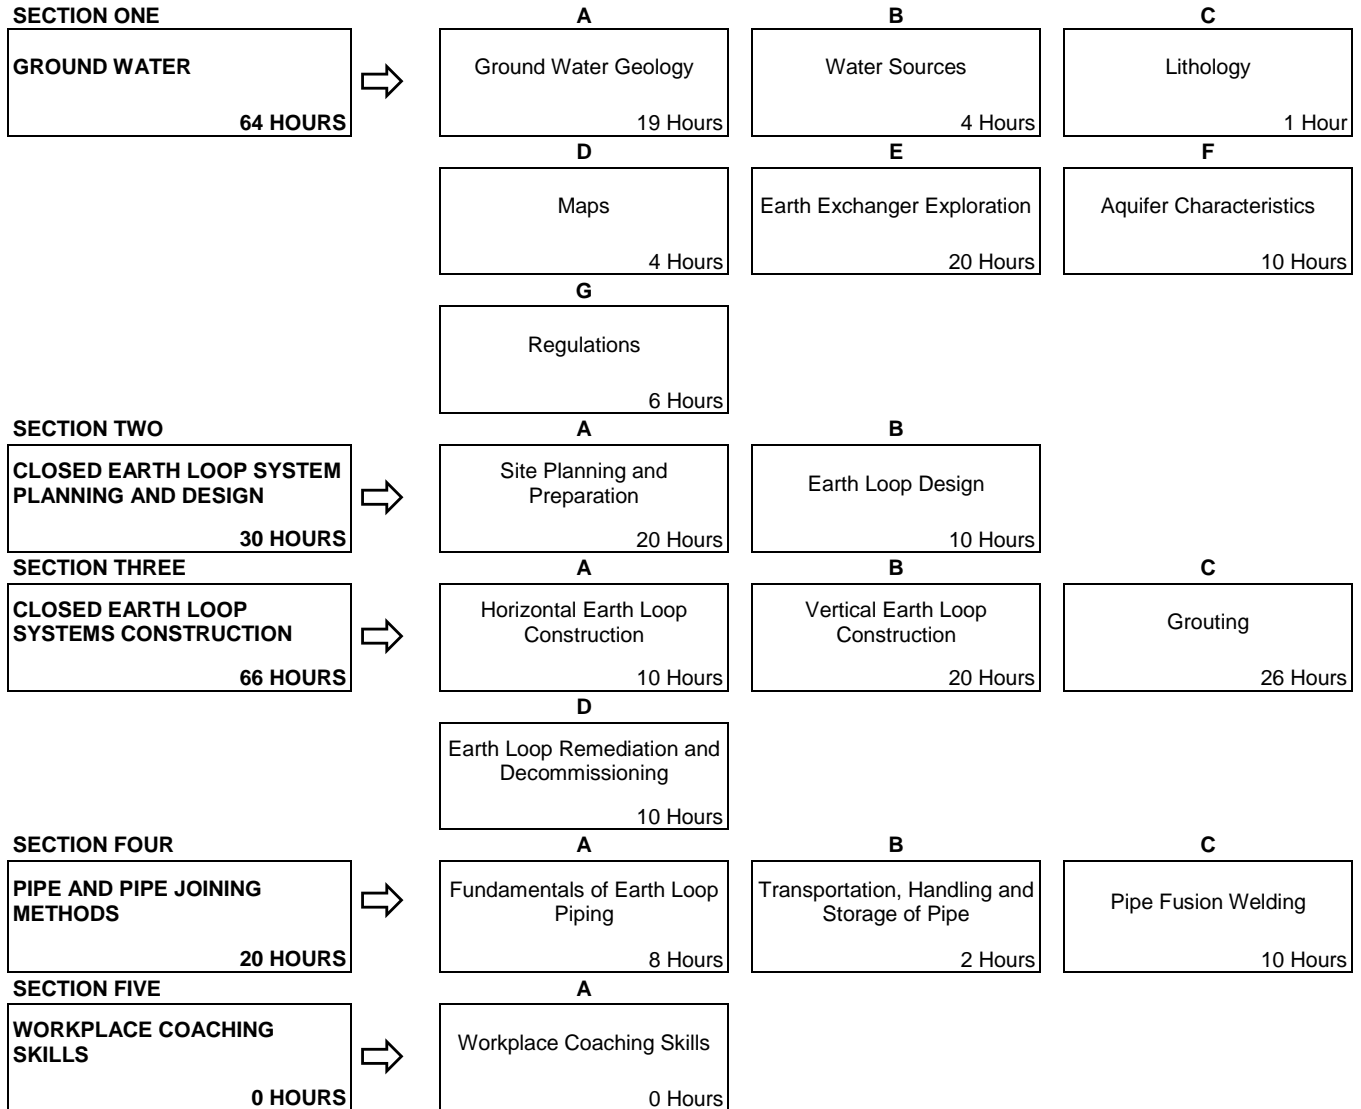 SECTION ONE
A
B
C
GROUND WATER
64 HOURS
Ground Water Geology
19 Hours
Water Sources
4 Hours
Lithology
1 Hour
D
E
F
Maps
4 Hours
Earth Exchanger Exploration
20 Hours
Aquifer Characteristics
10 Hours
G
Regulations
6 Hours
SECTION TWO
A
B
CLOSED EARTH LOOP SYSTEM
PLANNING AND DESIGN
30 HOURS
Site Planning and
Preparation
20 Hours
Earth Loop Design
10 Hours
SECTION THREE
A
B
C
CLOSED EARTH LOOP
SYSTEMS CONSTRUCTION
66 HOURS
Horizontal Earth Loop
Construction
10 Hours
Vertical Earth Loop
Construction
20 Hours
Grouting
26 Hours
D
Earth Loop Remediation and
Decommissioning
10 Hours
SECTION FOUR
A
B
C
PIPE AND PIPE JOINING
METHODS
20 HOURS
Fundamentals of Earth Loop
Piping
8 Hours
Transportation, Handling and
Storage of Pipe
2 Hours
Pipe Fusion Welding
10 Hours
SECTION FIVE
A
WORKPLACE COACHING
SKILLS
0 HOURS
Workplace Coaching Skills
0 Hours